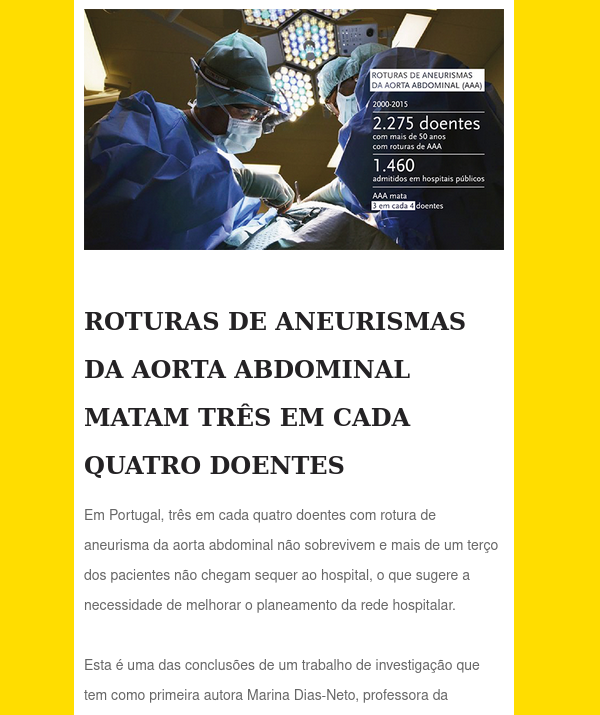 ROTURAS DE ANEURISMAS
DA AORTA ABDOMINAL (AAA)
2000-2015
2.275 doentes
com mais de 50 anos
com roturas de AAA
1.460
admitidos em hospitais públicos
AAA mata
3 em cada 4 doentes
ROTURAS DE ANEURISMAS
DA AORTA ABDOMINAL
MATAM TRÊS EM CADA
QUATRO DOENTES
Em Portugal, três em cada quatro doentes com rotura de
aneurisma da aorta abdominal não sobrevivem e mais de um terço
dos pacientes não chegam sequer ao hospital, o que sugere a
necessidade de melhorar o planeamento da rede hospitalar.
Esta é uma das conclusões de um trabalho de investigação que
tem como primeira autora Marina Dias-Neto, professora da